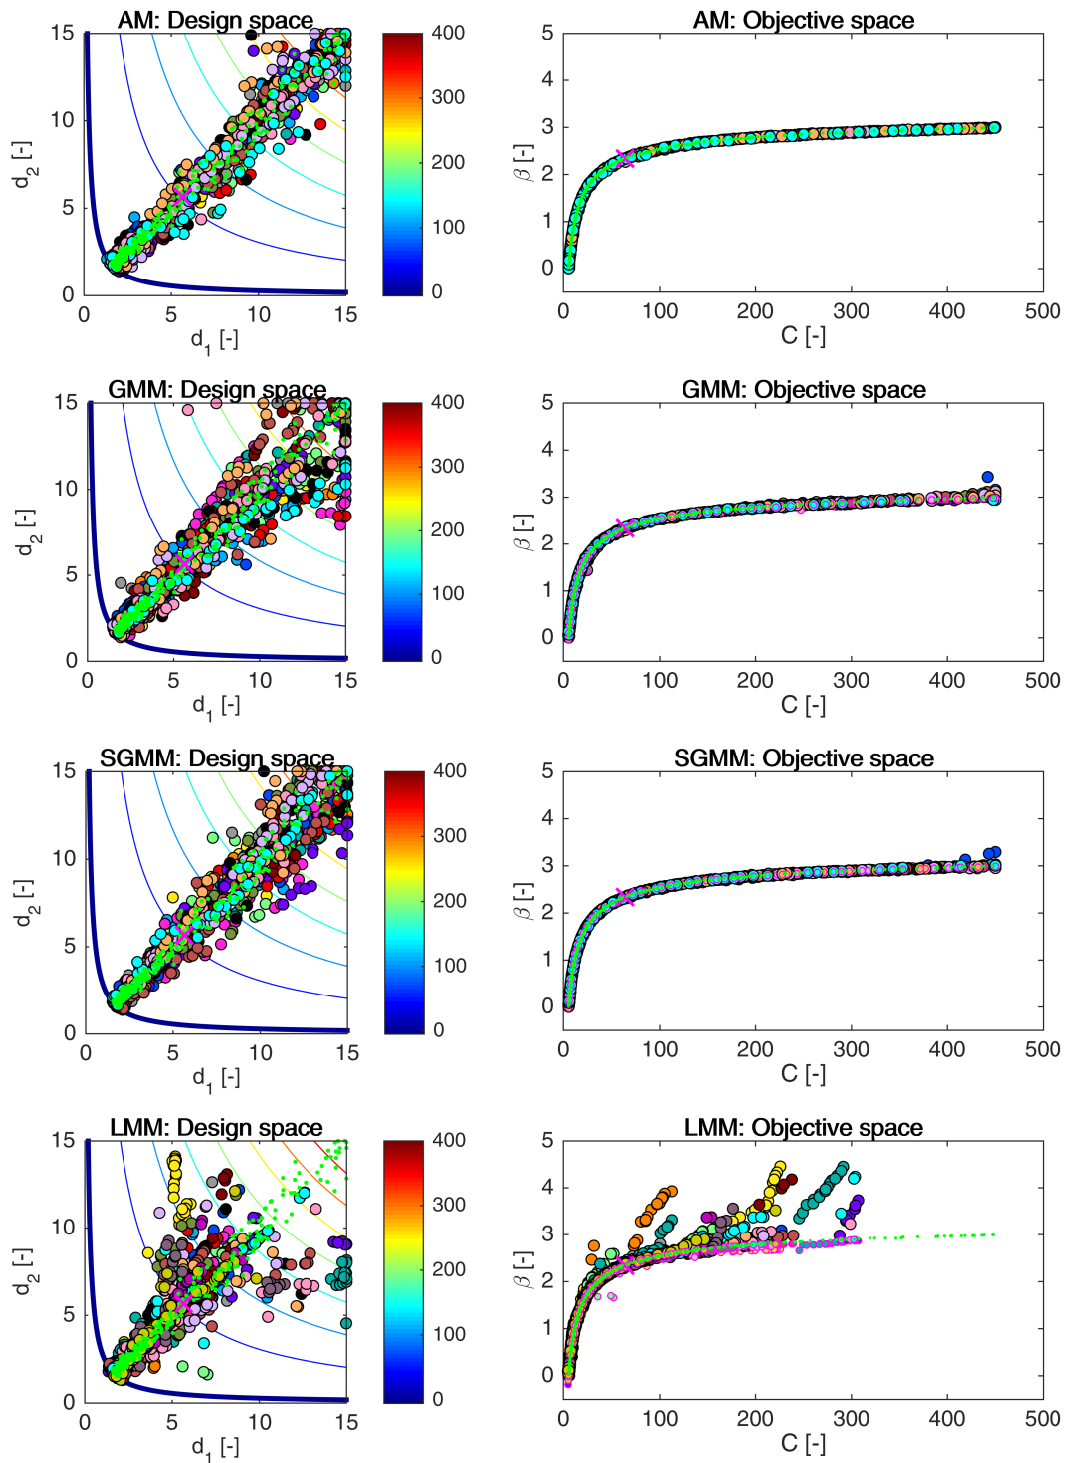 AM: Design space
AM: Objective space
15
10
5
0
d2 [-]
0 5 10 15
d1 [-]
400
300
200
100
0
5
4
3
2
1
0
β [-]
0 100 200 300 400 500
C [-]
GMM: Design space
GMM: Objective space
15
10
5
0
d2 [-]
0 5 10 15
d1 [-]
400
300
200
100
0
5
4
3
2
1
0
β [-]
0 100 200 300 400 500
C [-]
SGMM: Design space
SGMM: Objective space
15
10
5
0
d2 [-]
0 5 10 15
d1 [-]
400
300
200
100
0
5
4
3
2
1
0
β [-]
0 100 200 300 400 500
C [-]
LMM: Design space
LMM: Objective space
15
10
5
0
d2 [-]
0 5 10 15
d1 [-]
400
300
200
100
0
5
4
3
2
1
0
β [-]
0 100 200 300 400 500
C [-]